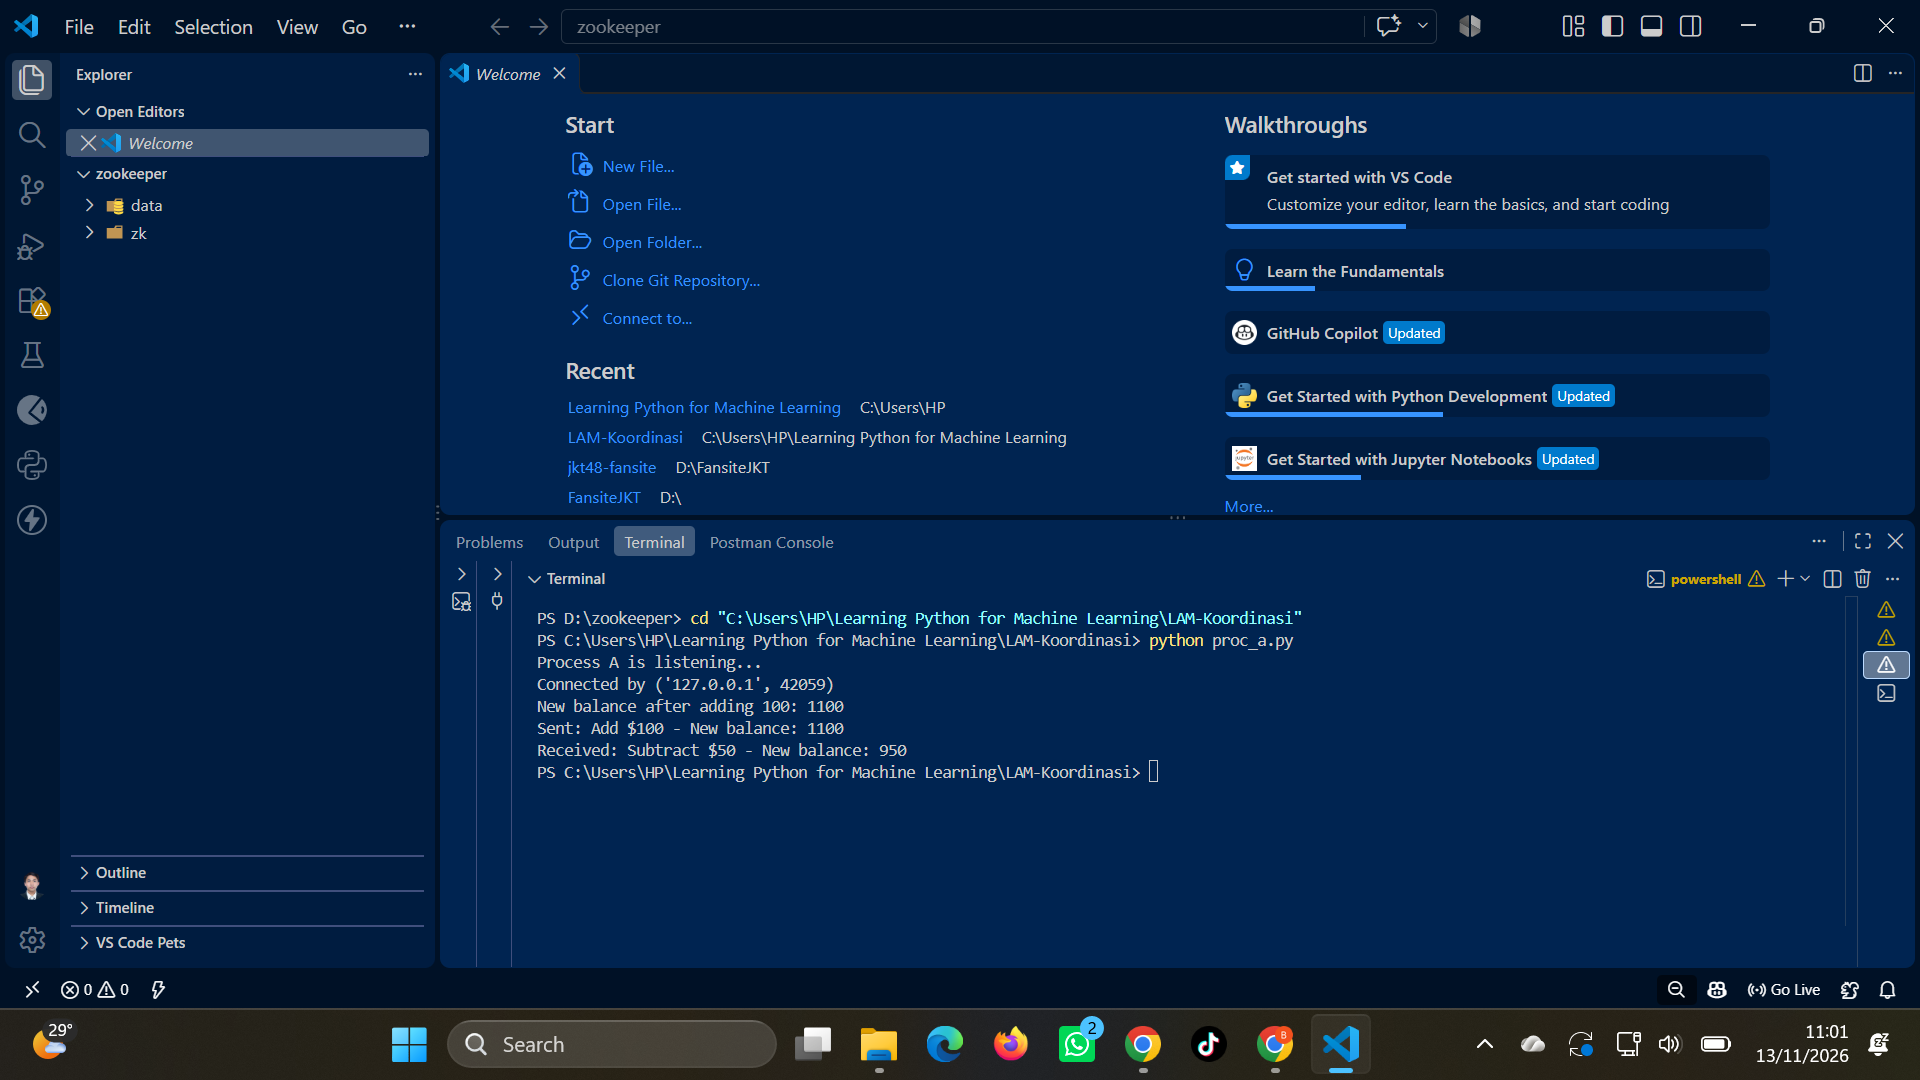 File Edit Selection View Go
zookeeper
Explorer
Open Editors
Welcome
zookeeper
data
zk
Outline
Timeline
VS Code Pets
Welcome
Start
New File...
Open File...
Open Folder...
Clone Git Repository...
Connect to...
Recent
Learning Python for Machine Learning C:\Users\HP
LAM-Koordinasi C:\Users\HP\Learning Python for Machine Learning
jkt48-fansite D:\FansiteJKT
FansiteJKT D:\
Walkthroughs
Get started with VS Code
Customize your editor, learn the basics, and start coding
Learn the Fundamentals
GitHub Copilot Updated
Get Started with Python Development Updated
Get Started with Jupyter Notebooks Updated
More...
Problems Output Terminal Postman Console
Terminal
powershell
PS D:\zookeeper> cd "C:\Users\HP\Learning Python for Machine Learning\LAM-Koordinasi"
PS C:\Users\HP\Learning Python for Machine Learning\LAM-Koordinasi> python proc_a.py
Process A is listening...
Connected by ('127.0.0.1', 42059)
New balance after adding 100: 1100
Sent: Add $100 - New balance: 1100
Received: Subtract $50 - New balance: 950
PS C:\Users\HP\Learning Python for Machine Learning\LAM-Koordinasi>
0 0
Go Live
29°
Search
2
B
11:01
13/11/2026